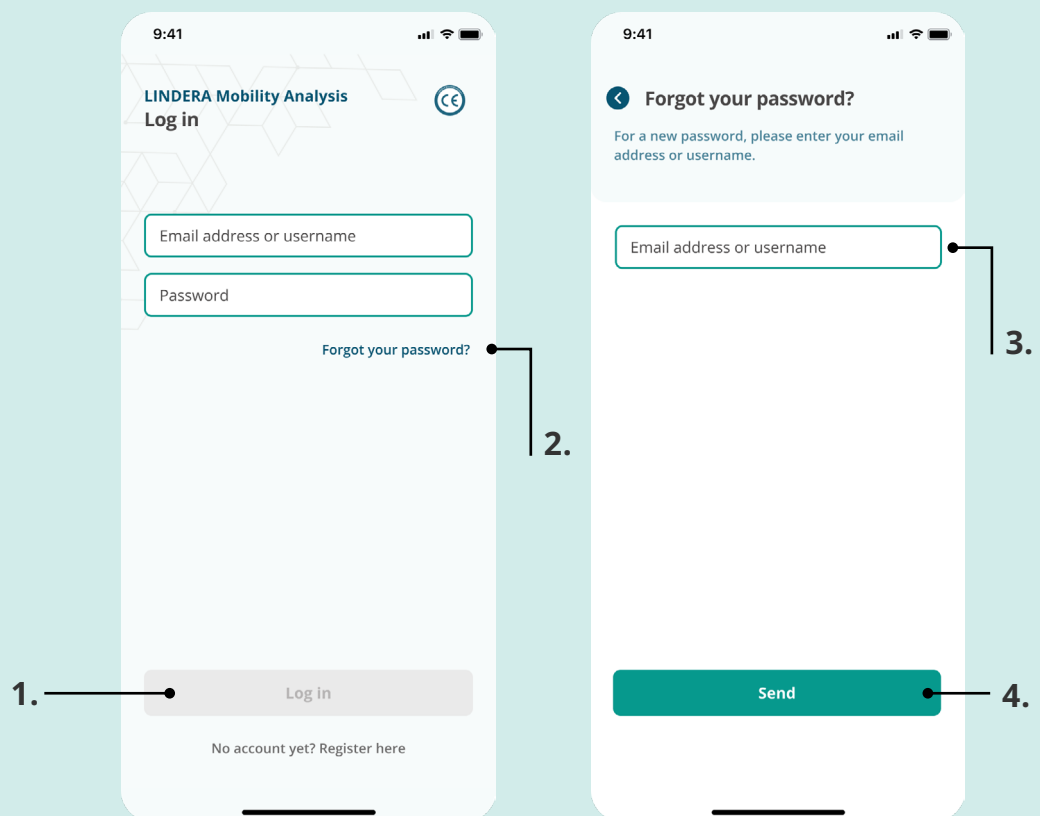 9:41
LINDERA Mobility Analysis
Log in
CE
Email address or username
Password
Forgot your password?
2.
1.
Log in
No account yet? Register here
9:41
Forgot your password?
For a new password, please enter your email
address or username.
Email address or username
3.
Send
4.